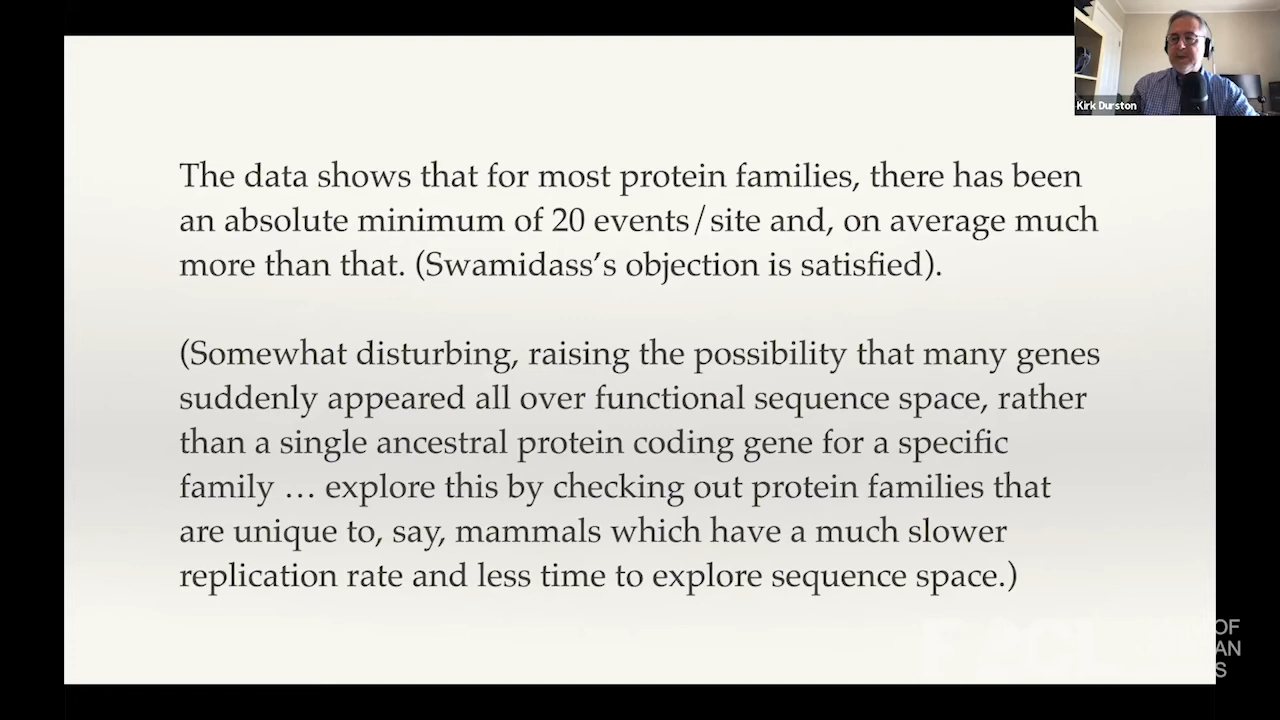 Kirk Durston
The data shows that for most protein families, there has been
an absolute minimum of 20 events/site and, on average much
more than that. (Swamidass's objection is satisfied).
(Somewhat disturbing, raising the possibility that many genes
suddenly appeared all over functional sequence space, rather
than a single ancestral protein coding gene for a specific
family … explore this by checking out protein families that
are unique to, say, mammals which have a much slower
replication rate and less time to explore sequence space.)
OF
AN
S